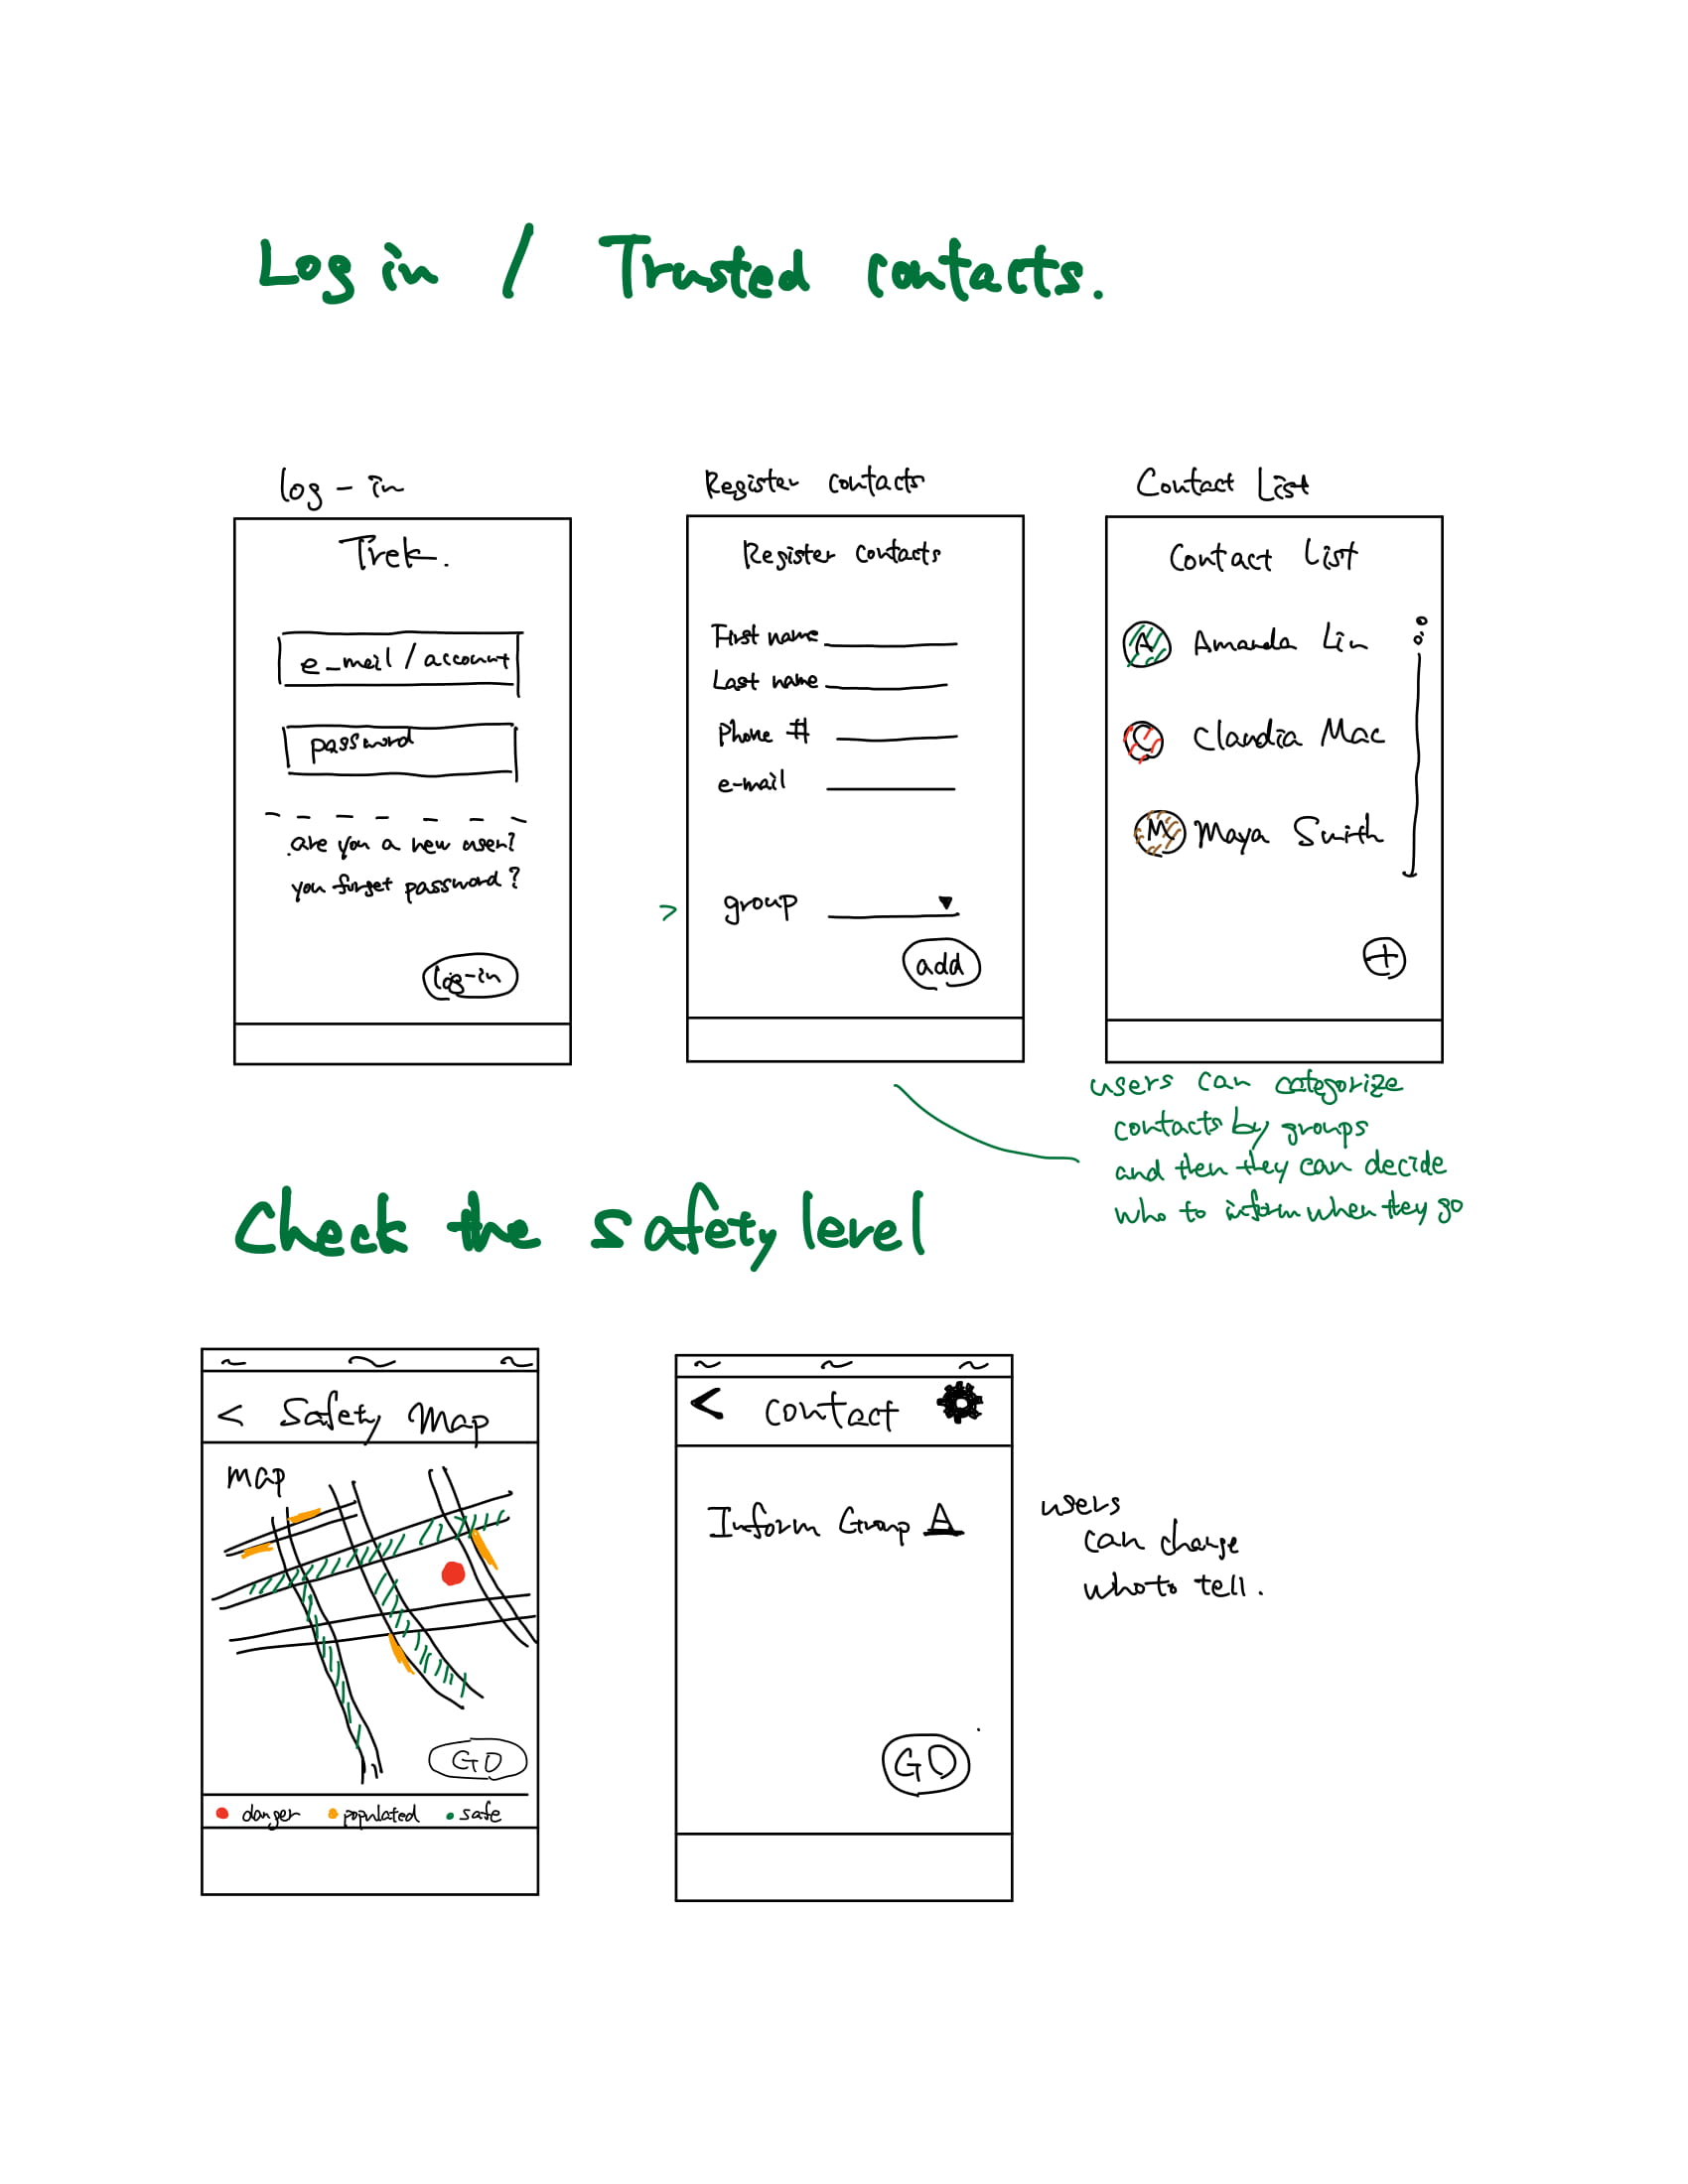 Log in / Trusted contacts.
log-in
Trek.
e_mail / account
password
are you a new user?
you forget password?
log-in
Register contacts
Register contacts
First name
Last name
Phone #
e-mail
group
add
Contact List
Contact List
A Amanda Lin
C Claudia Mac
M Maya Smith
+
users can categorize
contacts by groups
and then they can decide
who to inform when they go
Check the safety level
< Safety Map
map
GO
danger populated safe
< contact
Inform Group A
GO
users
can change
who to tell.